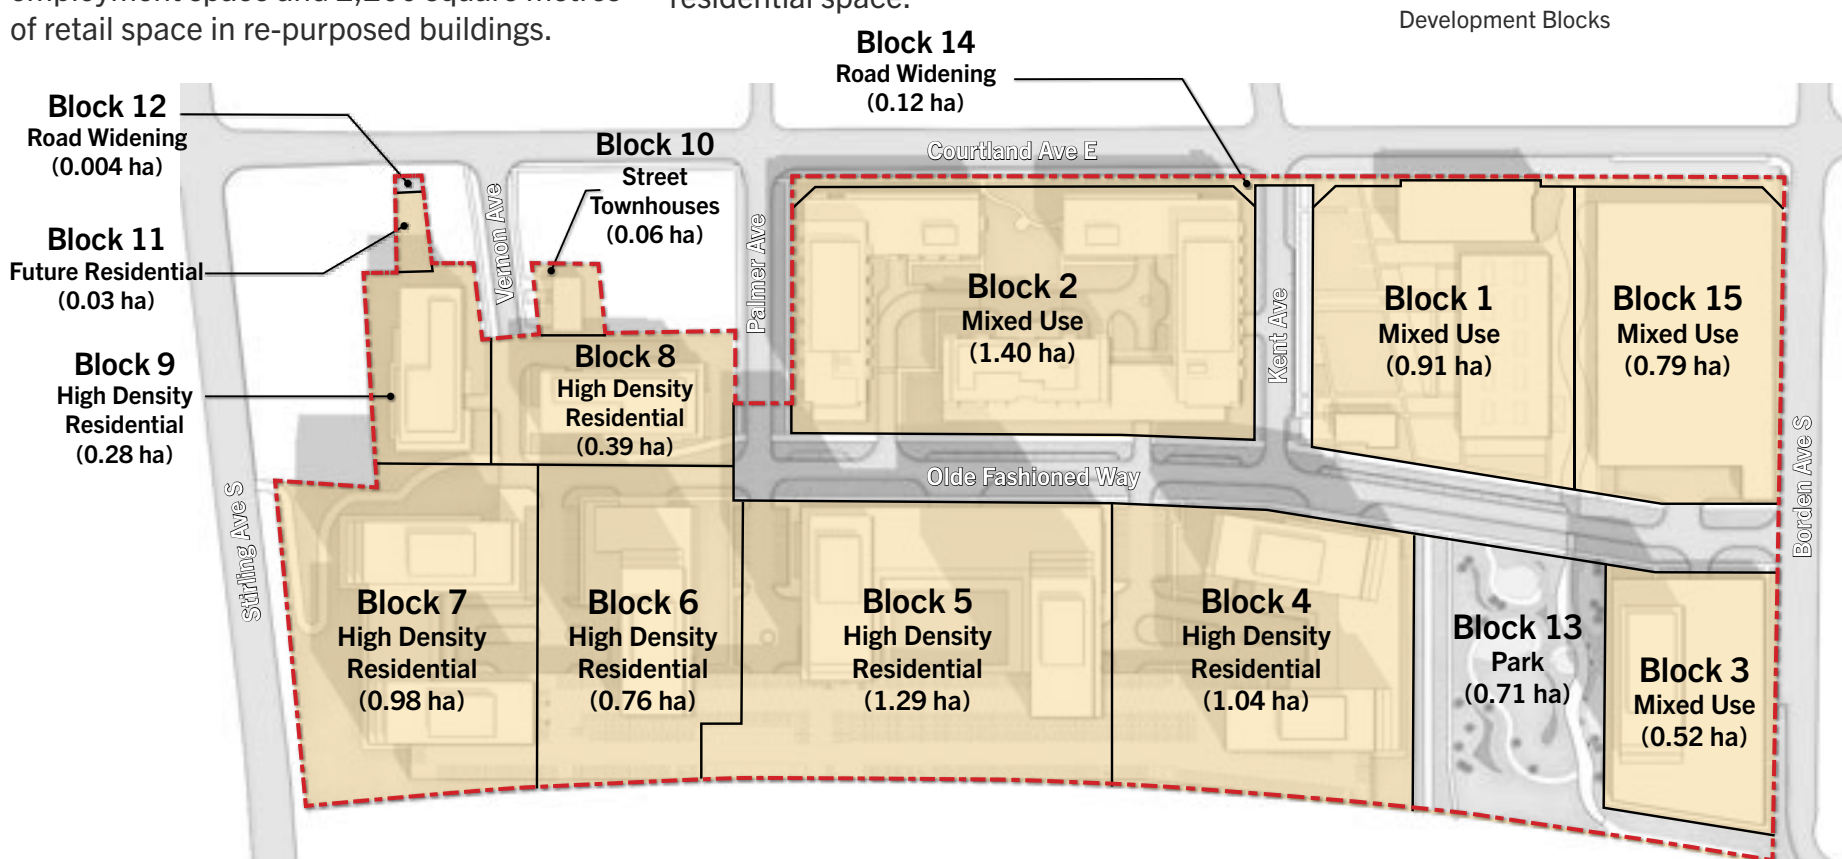 of retail space in re-purposed buildings.
residential space.
Development Blocks
Block 14
Road Widening
(0.12 ha)
Block 12
Road Widening
(0.004 ha)
Block 10
Street
Townhouses
(0.06 ha)
Courtland Ave E
Block 11
Future Residential
(0.03 ha)
Vernon Ave
Palmer Ave
Block 2
Mixed Use
(1.40 ha)
Kent Ave
Block 1
Mixed Use
(0.91 ha)
Block 15
Mixed Use
(0.79 ha)
Block 9
High Density
Residential
(0.28 ha)
Block 8
High Density
Residential
(0.39 ha)
Olde Fashioned Way
Stirling Ave S
Borden Ave S
Block 7
High Density
Residential
(0.98 ha)
Block 6
High Density
Residential
(0.76 ha)
Block 5
High Density
Residential
(1.29 ha)
Block 4
High Density
Residential
(1.04 ha)
Block 13
Park
(0.71 ha)
Block 3
Mixed Use
(0.52 ha)